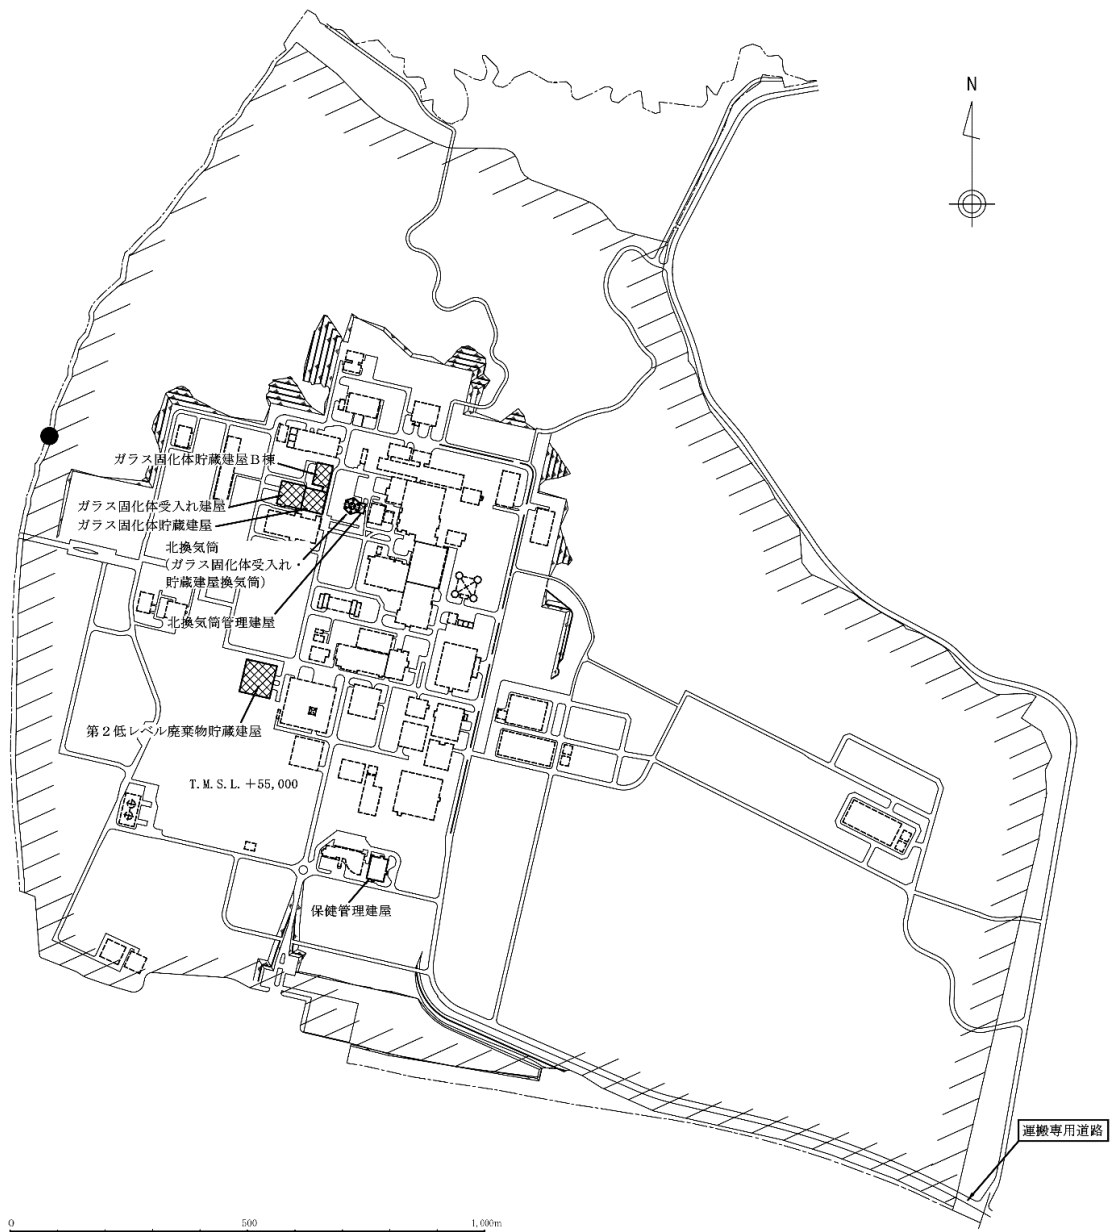 N
ガラス固化体貯蔵建屋B棟
ガラス固化体受入れ建屋
ガラス固化体貯蔵建屋
北換気筒
(ガラス固化体受入れ・
貯蔵建屋換気筒)
北換気筒管理建屋
第2低レベル廃棄物貯蔵建屋
T.M.S.L. +55,000
保健管理建屋
運搬専用道路
0 500 1,000m